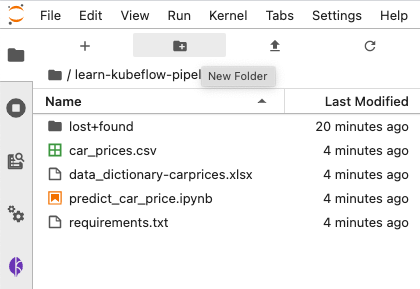 File Edit View Run Kernel Tabs Settings Help
/ learn-kubeflow-pipel
New Folder
Name Last Modified
lost+found 20 minutes ago
car_prices.csv 4 minutes ago
data_dictionary-carprices.xlsx 4 minutes ago
predict_car_price.ipynb 4 minutes ago
requirements.txt 4 minutes ago